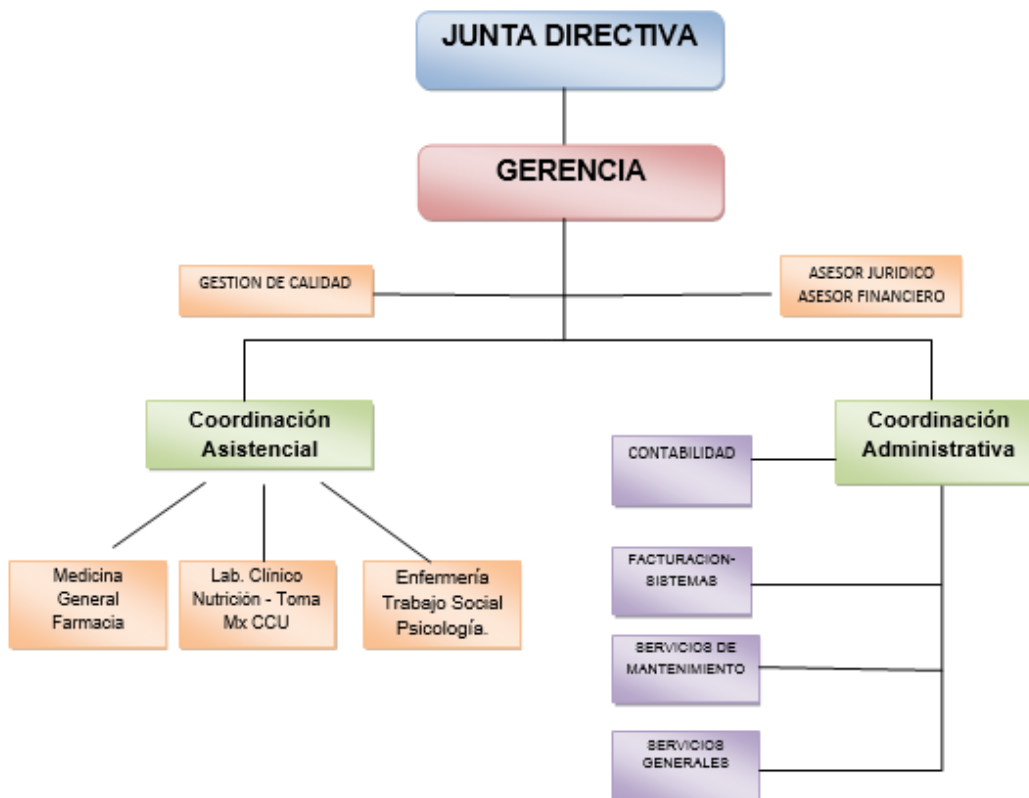 JUNTA DIRECTIVA
GERENCIA
GESTION DE CALIDAD
ASESOR JURIDICO
ASESOR FINANCIERO
Coordinación
Asistencial
Coordinación
Administrativa
CONTABILIDAD
FACTURACION-
SISTEMAS
SERVICIOS DE
MANTENIMIENTO
SERVICIOS
GENERALES
Medicina
General
Farmacia
Lab. Clínico
Nutrición - Toma
Mx CCU
Enfermería
Trabajo Social
Psicología.